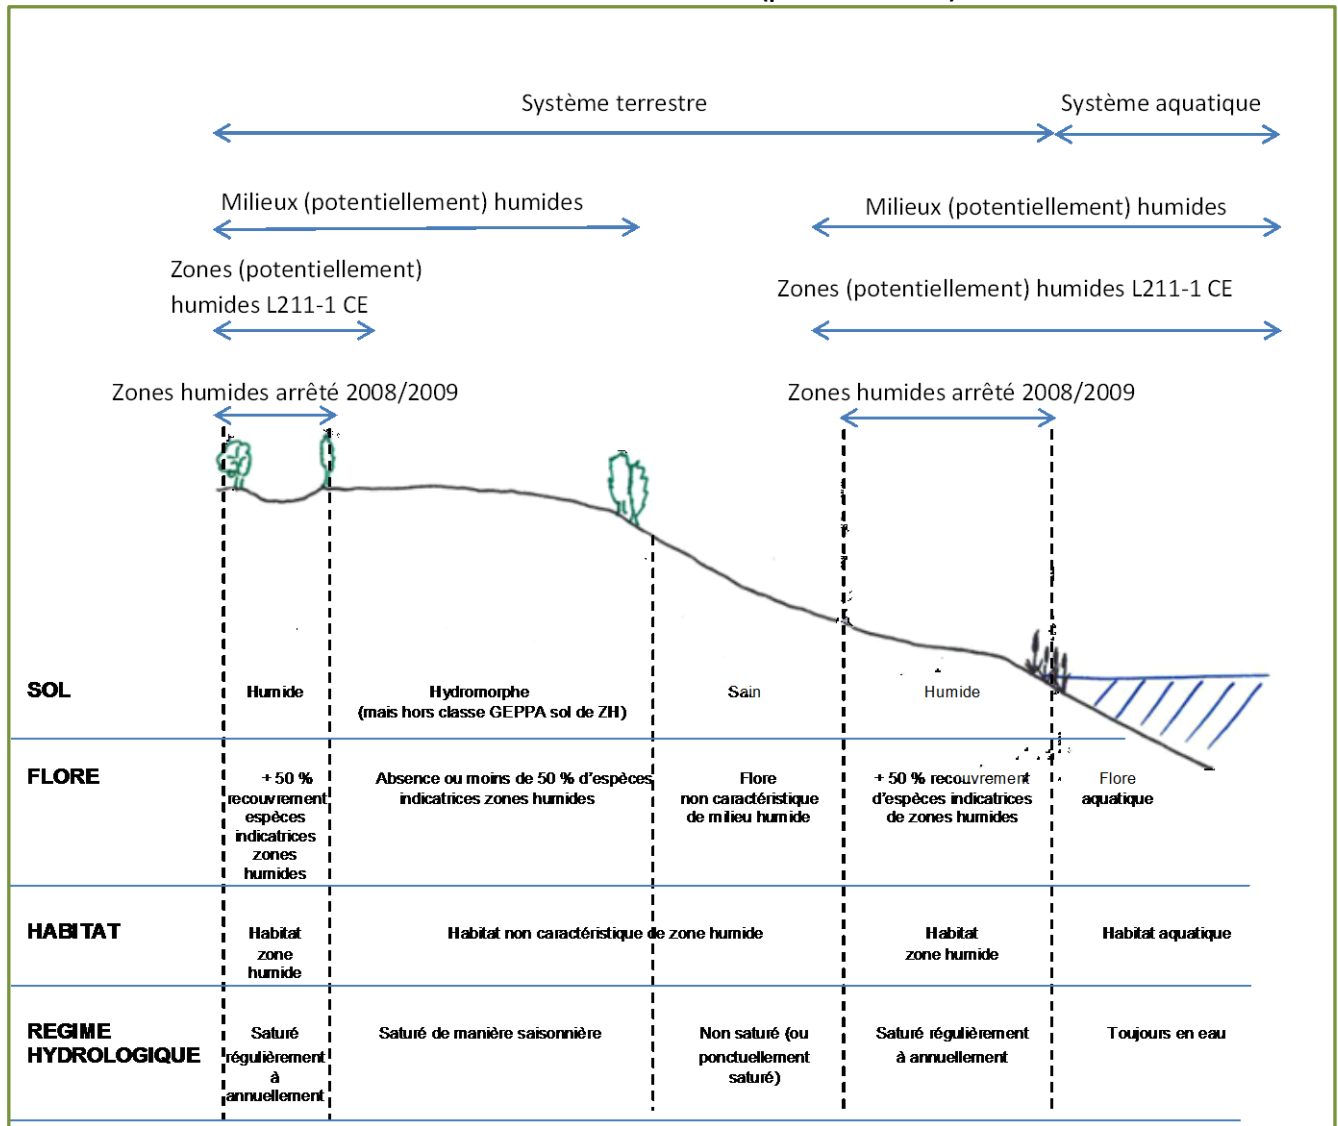 Système terrestre
Système aquatique
Milieux (potentiellement) humides
Milieux (potentiellement) humides
Zones (potentiellement)
humides L211-1 CE
Zones (potentiellement) humides L211-1 CE
Zones humides arrêté 2008/2009
Zones humides arrêté 2008/2009
SOL
Humide
Hydromorphe
(mais hors classe GEPPA sol de ZH)
Sain
Humide
FLORE
+ 50 %
recouvrement
espèces
indicatrices
zones
humides
Absence ou moins de 50 % d'espèces
indicatrices zones humides
Flore
non caractéristique
de milieu humide
+ 50 % recouvrement
d'espèces indicatrices
de zones humides
Flore
aquatique
HABITAT
Habitat
zone
humide
Habitat non caractéristique de zone humide
Habitat
zone humide
Habitat aquatique
REGIME
HYDROLOGIQUE
Saturé
régulièrement
à
annuellement
Saturé de manière saisonnière
Non saturé (ou
ponctuellement
saturé)
Saturé régulièrement
à annuellement
Toujours en eau